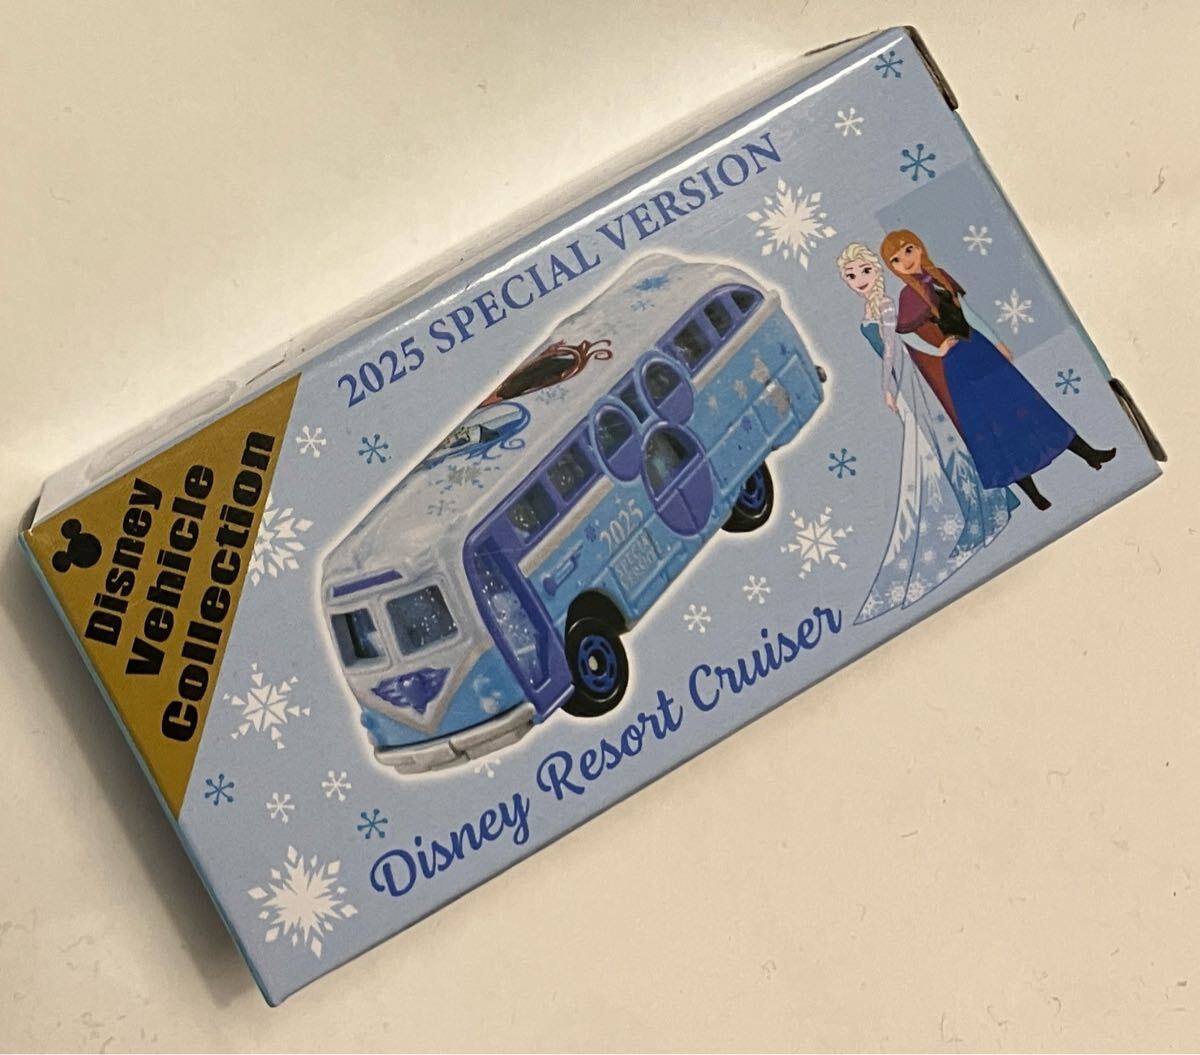 2025 SPECIAL VERSION
Disney
Vehicle
Collection
2025
Disney Resort Cruiser